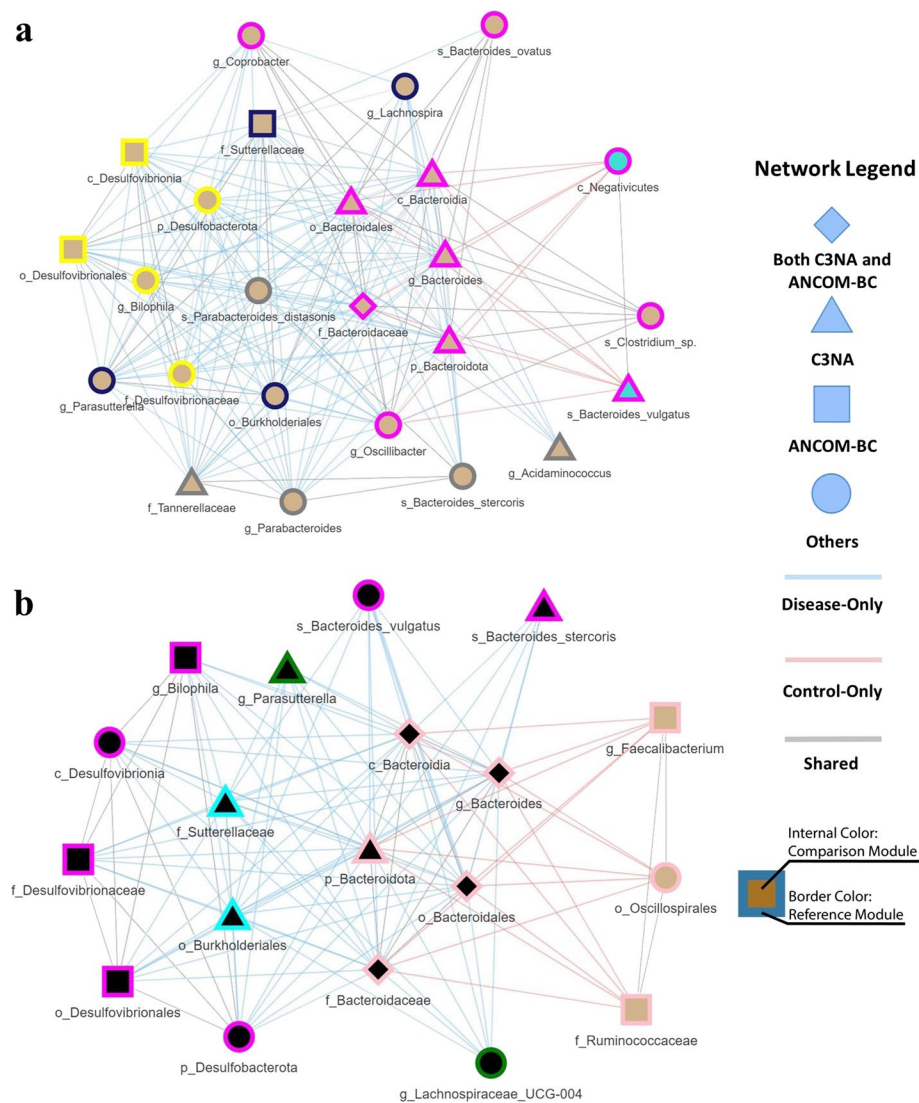 a
g_Coprobacter
s_Bacteroides_ovatus
g_Lachnospira
f_Sutterellaceae
c_Desulfovibrionia
c_Negativicutes
c_Bacteroidia
p_Desulfobacterota
o_Bacteroidales
o_Desulfovibrionales
g_Bacteroides
g_Bilophila
s_Parabacteroides_distasonis
f_Bacteroidaceae
s_Clostridium_sp.
p_Bacteroidota
g_Parasutterella
f_Desulfovibrionaceae
s_Bacteroides_vulgatus
o_Burkholderiales
g_Oscillibacter
g_Acidaminococcus
f_Tannerellaceae
s_Bacteroides_stercoris
g_Parabacteroides
Network Legend
Both C3NA and
ANCOM-BC
C3NA
ANCOM-BC
Others
Disease-Only
Control-Only
Shared
Internal Color:
Comparison Module
Border Color:
Reference Module
b
s_Bacteroides_vulgatus
s_Bacteroides_stercoris
g_Bilophila
g_Parasutterella
g_Faecalibacterium
c_Bacteroidia
c_Desulfovibrionia
g_Bacteroides
f_Sutterellaceae
p_Bacteroidota
f_Desulfovibrionaceae
o_Oscillospirales
o_Bacteroidales
o_Burkholderiales
f_Bacteroidaceae
o_Desulfovibrionales
f_Ruminococcaceae
p_Desulfobacterota
g_Lachnospiraceae_UCG-004